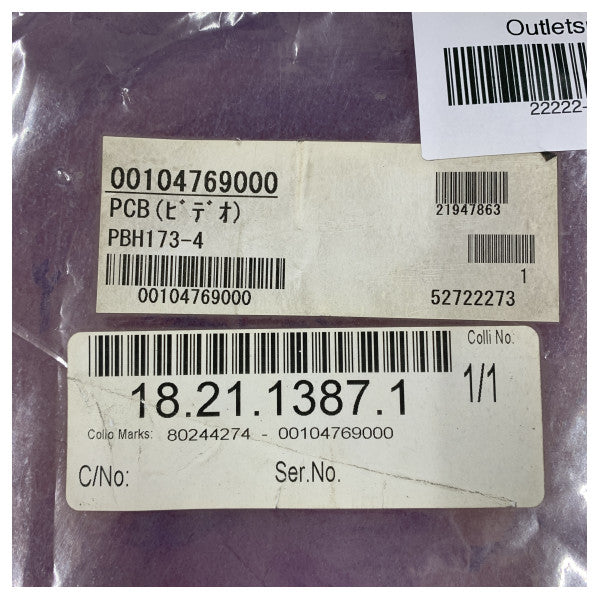 Outlets
22222-
00104769000
PCB(ﾋﾞﾃﾞｵ)
21947863
PBH173-4
1
00104769000
52722273
Colli No:
18.21.1387.1
1/1
Collo Marks: 80244274 - 00104769000
C/No:
Ser.No.